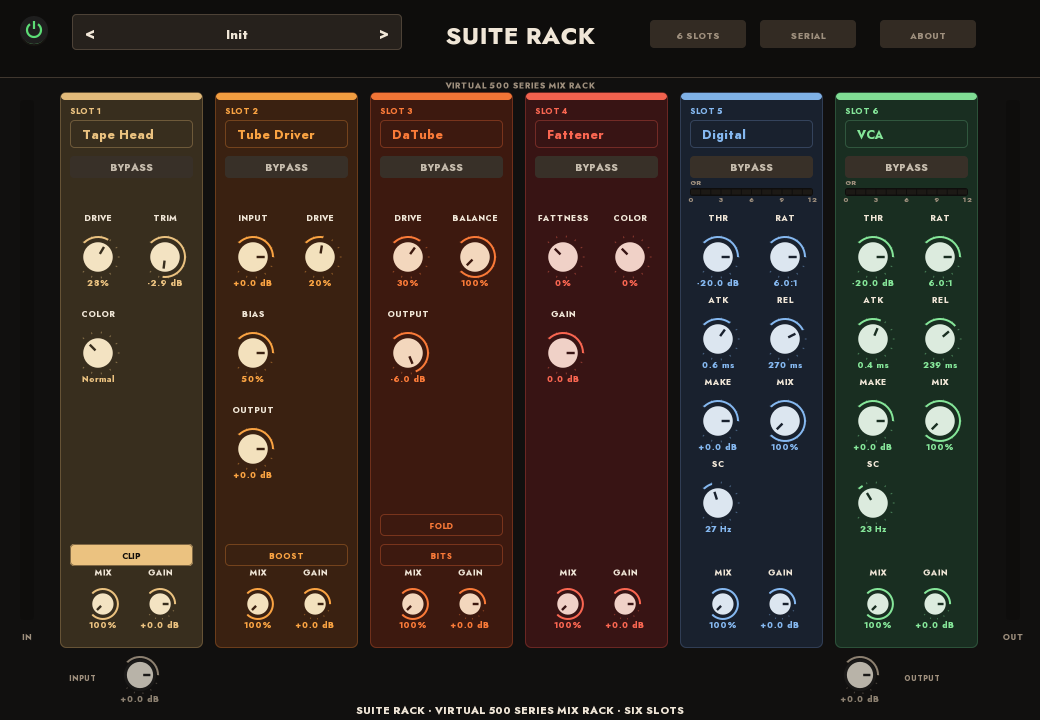 < Init >
SUITE RACK
6 SLOTS SERIAL ABOUT
VIRTUAL 500 SERIES MIX RACK
SLOT 1
Tape Head
BYPASS
DRIVE TRIM
28% -2.9 dB
COLOR
Normal
CLIP
MIX GAIN
100% +0.0 dB
SLOT 2
Tube Driver
BYPASS
INPUT DRIVE
+0.0 dB 20%
BIAS
50%
OUTPUT
+0.0 dB
BOOST
MIX GAIN
100% +0.0 dB
SLOT 3
DaTube
BYPASS
DRIVE BALANCE
30% 100%
OUTPUT
-6.0 dB
FOLD
BITS
MIX GAIN
100% +0.0 dB
SLOT 4
Fattener
BYPASS
FATTNESS COLOR
0% 0%
GAIN
0.0 dB
MIX GAIN
100% +0.0 dB
SLOT 5
Digital
BYPASS
GR
0 3 6 9 12
THR RAT
-20.0 dB 6.0:1
ATK REL
0.6 ms 270 ms
MAKE MIX
+0.0 dB 100%
SC
27 Hz
MIX GAIN
100% +0.0 dB
SLOT 6
VCA
BYPASS
GR
0 3 6 9 12
THR RAT
-20.0 dB 6.0:1
ATK REL
0.4 ms 239 ms
MAKE MIX
+0.0 dB 100%
SC
23 Hz
MIX GAIN
100% +0.0 dB
IN
OUT
INPUT
+0.0 dB
OUTPUT
+0.0 dB
SUITE RACK · VIRTUAL 500 SERIES MIX RACK · SIX SLOTS